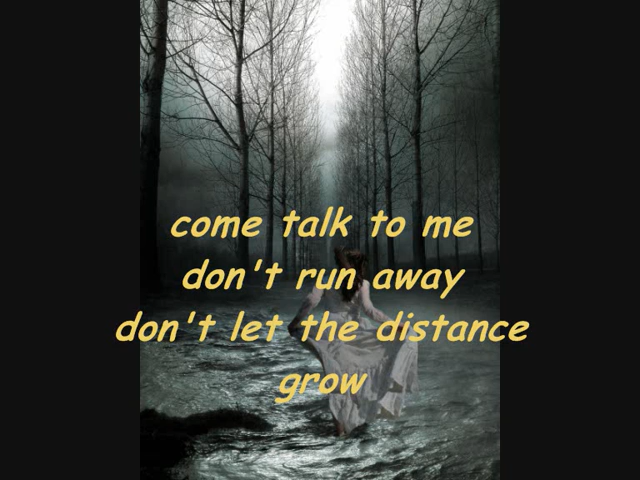 come talk to me
don't run away
don't let the distance
grow